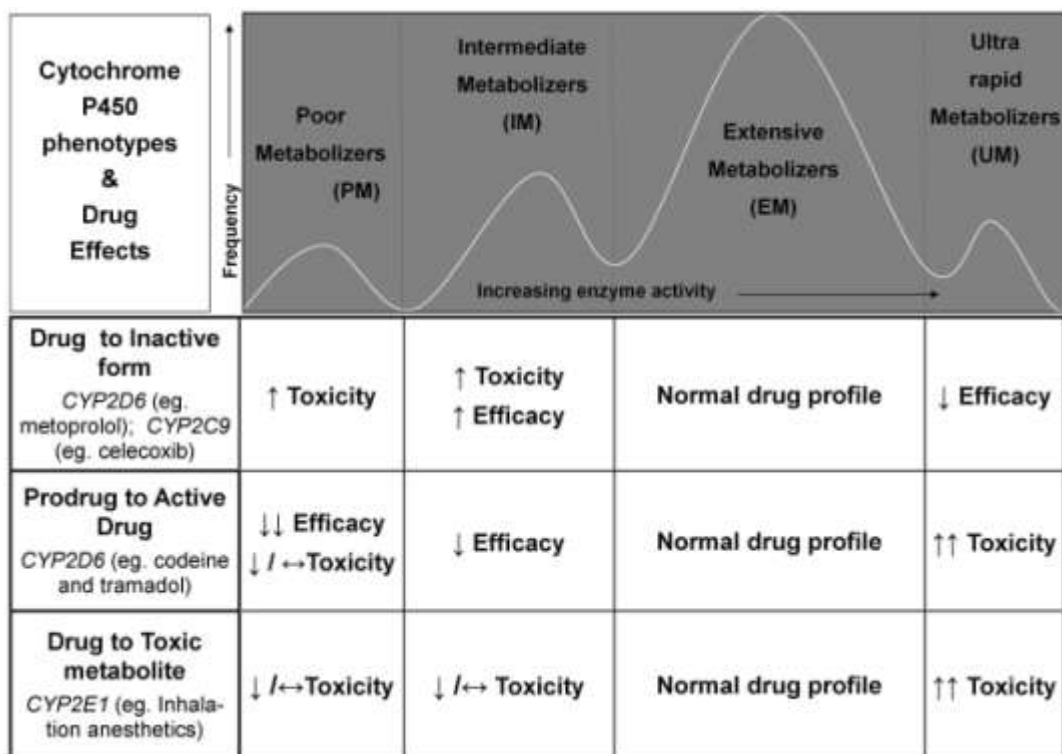 Cytochrome
P450
phenotypes
&
Drug
Effects
Frequency
Poor
Metabolizers
(PM)
Intermediate
Metabolizers
(IM)
Extensive
Metabolizers
(EM)
Ultra
rapid
Metabolizers
(UM)
Increasing enzyme activity
Drug to Inactive
form
CYP2D6 (eg.
metoprolol); CYP2C9
(eg. celecoxib)
↑ Toxicity
↑ Toxicity
↑ Efficacy
Normal drug profile
↓ Efficacy
Prodrug to Active
Drug
CYP2D6 (eg. codeine
and tramadol)
↓↓ Efficacy
↓ / ↔Toxicity
↓ Efficacy
Normal drug profile
↑↑ Toxicity
Drug to Toxic
metabolite
CYP2E1 (eg. Inhala-
tion anesthetics)
↓ /↔Toxicity
↓ /↔ Toxicity
Normal drug profile
↑↑ Toxicity